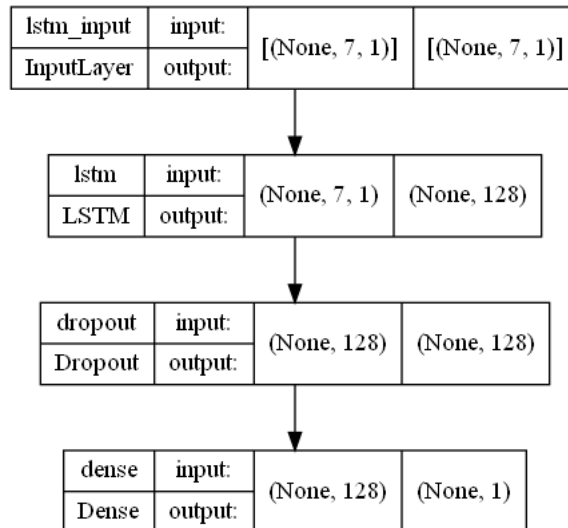 lstm_input input: [(None, 7, 1)] [(None, 7, 1)]
InputLayer output:
lstm input: (None, 7, 1) (None, 128)
LSTM output:
dropout input: (None, 128) (None, 128)
Dropout output:
dense input: (None, 128) (None, 1)
Dense output: